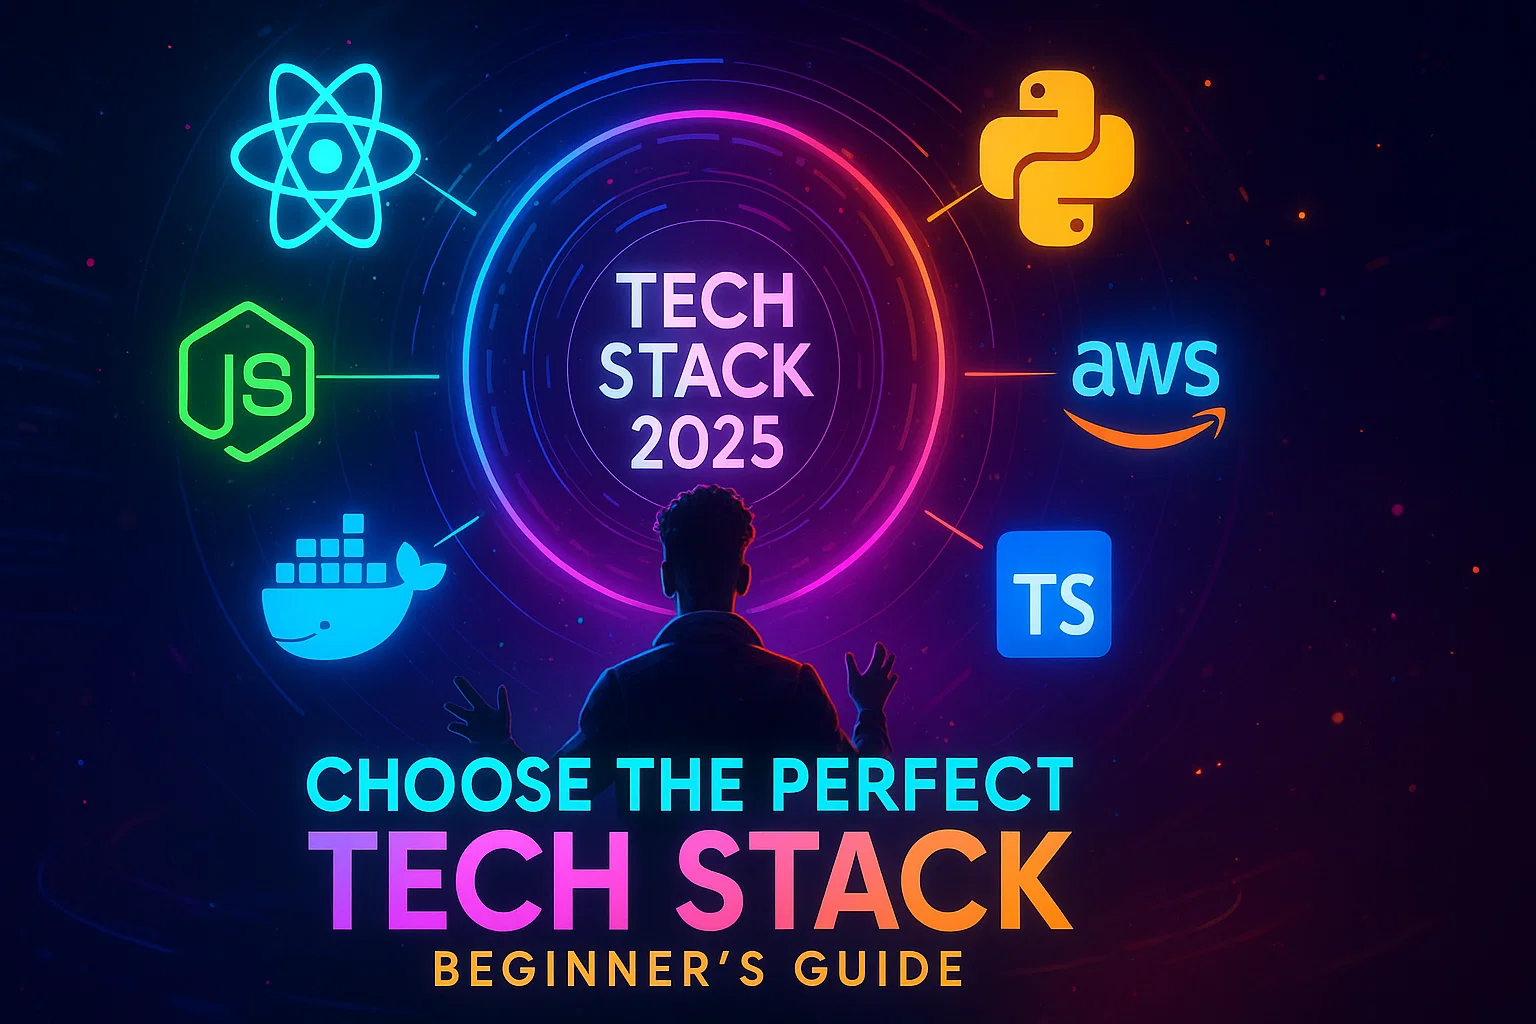 TECH
STACK
2025
JS
aws
TS
CHOOSE THE PERFECT
TECH STACK
BEGINNER'S GUIDE